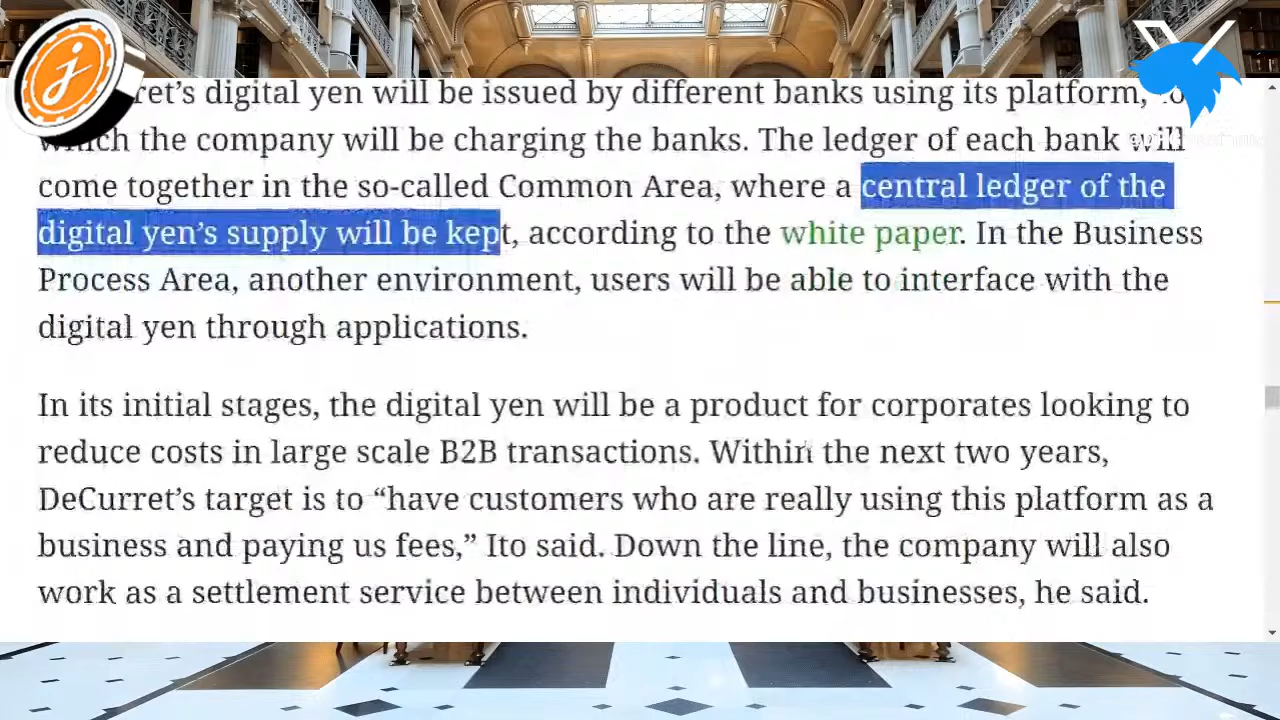 ret’s digital yen will be issued by different banks using its platform,
which the company will be charging the banks. The ledger of each bank will
come together in the so-called Common Area, where a central ledger of the
digital yen’s supply will be kept, according to the white paper. In the Business
Process Area, another environment, users will be able to interface with the
digital yen through applications.
In its initial stages, the digital yen will be a product for corporates looking to
reduce costs in large scale B2B transactions. Within the next two years,
DeCurret’s target is to “have customers who are really using this platform as a
business and paying us fees,” Ito said. Down the line, the company will also
work as a settlement service between individuals and businesses, he said.